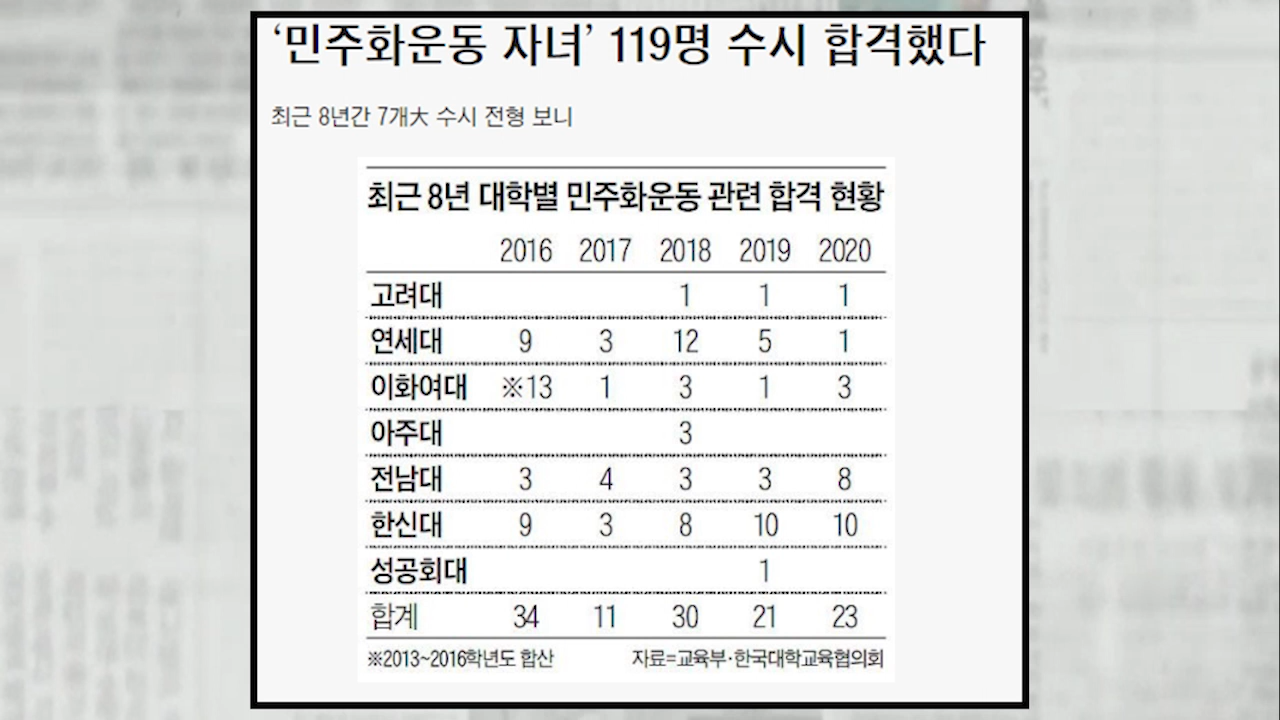 ‘민주화운동 자녀’ 119명 수시 합격했다
최근 8년간 7개大 수시 전형 보니
최근 8년 대학별 민주화운동 관련 합격 현황
2016 2017 2018 2019 2020
고려대 1 1 1
연세대 9 3 12 5 1
이화여대 ※13 1 3 1 3
아주대 3
전남대 3 4 3 3 8
한신대 9 3 8 10 10
성공회대 1
합계 34 11 30 21 23
※2013~2016학년도 합산 자료=교육부·한국대학교육협의회